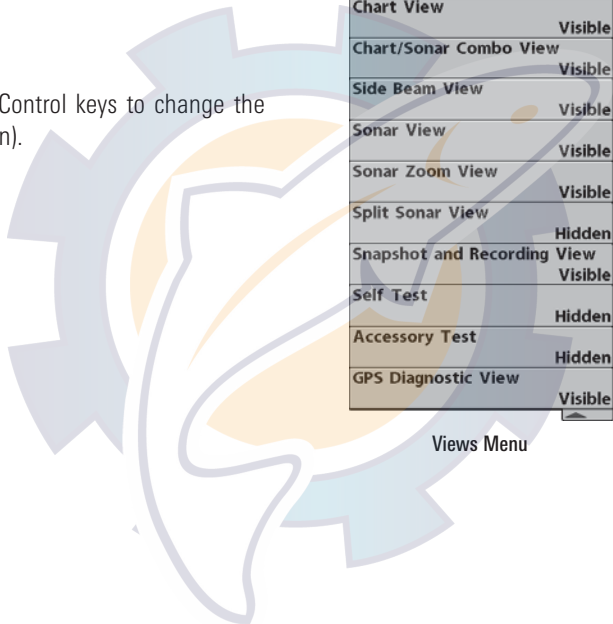 Control keys to change the
n).
Chart View
Visible
Chart/Sonar Combo View
Visible
Side Beam View
Visible
Sonar View
Visible
Sonar Zoom View
Visible
Split Sonar View
Hidden
Snapshot and Recording View
Visible
Self Test
Hidden
Accessory Test
Hidden
GPS Diagnostic View
Visible
Views Menu